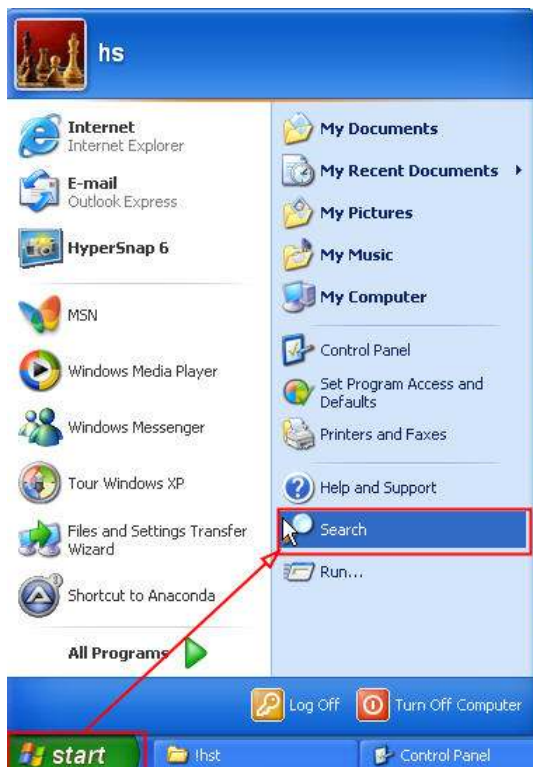 hs
Internet
Internet Explorer
E-mail
Outlook Express
HyperSnap 6
MSN
Windows Media Player
Windows Messenger
Tour Windows XP
Files and Settings Transfer
Wizard
Shortcut to Anaconda
All Programs
My Documents
My Recent Documents
My Pictures
My Music
My Computer
Control Panel
Set Program Access and
Defaults
Printers and Faxes
Help and Support
Search
Run...
Log Off
Turn Off Computer
start
!hst
Control Panel